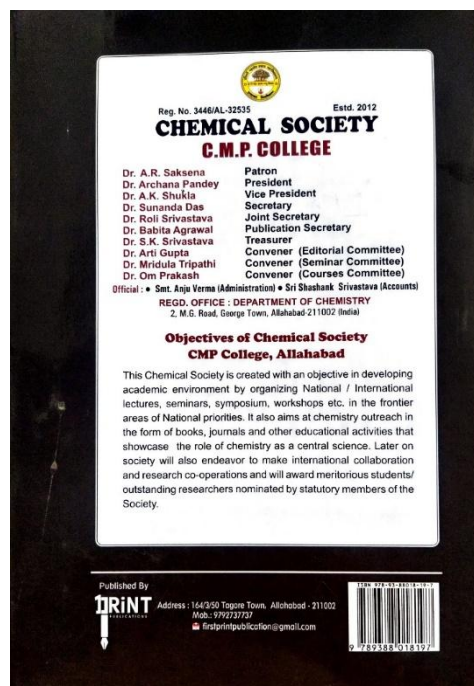 Reg. No. 3446/AL-32535 Estd. 2012
CHEMICAL SOCIETY
C.M.P. COLLEGE
Dr. A.R. Saksena Patron
Dr. Archana Pandey President
Dr. A.K. Shukla Vice President
Dr. Sunanda Das Secretary
Dr. Roli Srivastava Joint Secretary
Dr. Babita Agrawal Publication Secretary
Dr. S.K. Srivastava Treasurer
Dr. Arti Gupta Convener (Editorial Committee)
Dr. Mridula Tripathi Convener (Seminar Committee)
Dr. Om Prakash Convener (Courses Committee)
Official : • Smt. Anju Verma (Administration) • Sri Shashank Srivastava (Accounts)
REGD. OFFICE : DEPARTMENT OF CHEMISTRY
2, M.G. Road, George Town, Allahabad-211002 (India)
Objectives of Chemical Society
CMP College, Allahabad
This Chemical Society is created with an objective in developing
academic environment by organizing National / International
lectures, seminars, symposium, workshops etc. in the frontier
areas of National priorities. It also aims at chemistry outreach in
the form of books, journals and other educational activities that
showcase the role of chemistry as a central science. Later on
society will also endeavor to make international collaboration
and research co-operations and will award meritorious students/
outstanding researchers nominated by statutory members of the
Society.
Published By
PRiNT
PUBLICATIONS
Address : 164/3/50 Tagore Town, Allahabad - 211002
Mob.: 9792737737
firstprintpublication@gmail.com
ISBN 978-93-88018-19-7
9 789388 018197